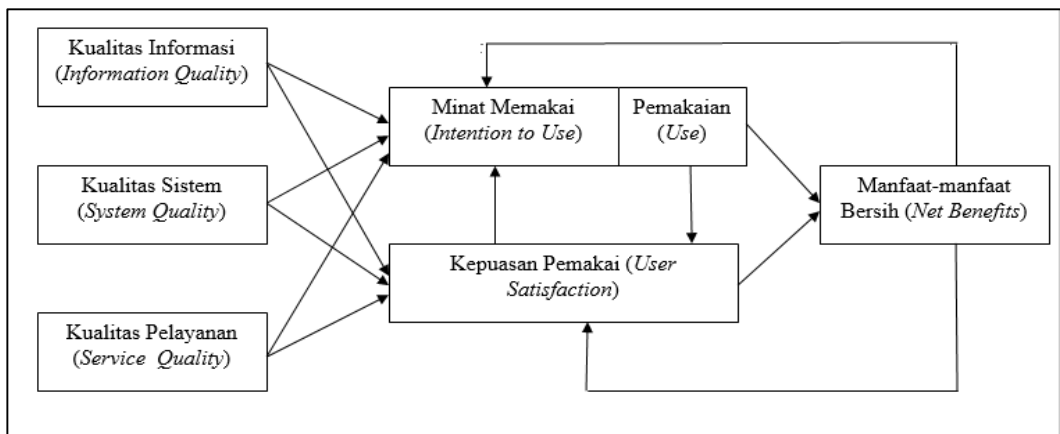 Kualitas Informasi
(Information Quality)
Kualitas Sistem
(System Quality)
Kualitas Pelayanan
(Service Quality)
Minat Memakai
(Intention to Use)
Pemakaian
(Use)
Kepuasan Pemakai (User
Satisfaction)
Manfaat-manfaat
Bersih (Net Benefits)